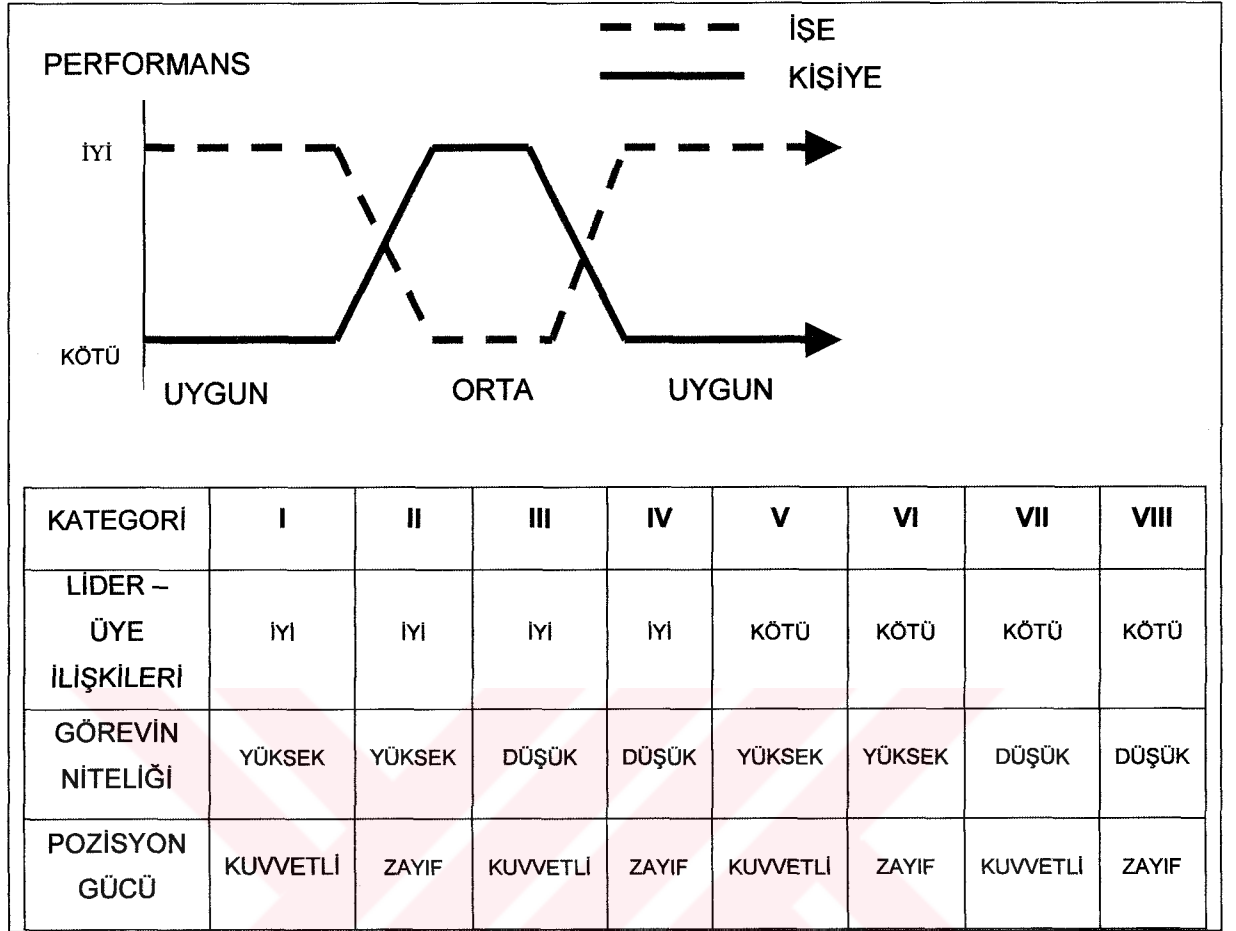 İŞE
PERFORMANS
KİŞİYE
İYİ
KÖTÜ
UYGUN ORTA UYGUN
KATEGORİ I II III IV V VI VII VIII
LİDER –
ÜYE
İLİŞKİLERİ
İYİ İYİ İYİ İYİ KÖTÜ KÖTÜ KÖTÜ KÖTÜ
GÖREVİN
NİTELİĞİ
YÜKSEK YÜKSEK DÜŞÜK DÜŞÜK YÜKSEK YÜKSEK DÜŞÜK DÜŞÜK
POZİSYON
GÜCÜ
KUVVETLİ ZAYIF KUVVETLİ ZAYIF KUVVETLİ ZAYIF KUVVETLİ ZAYIF